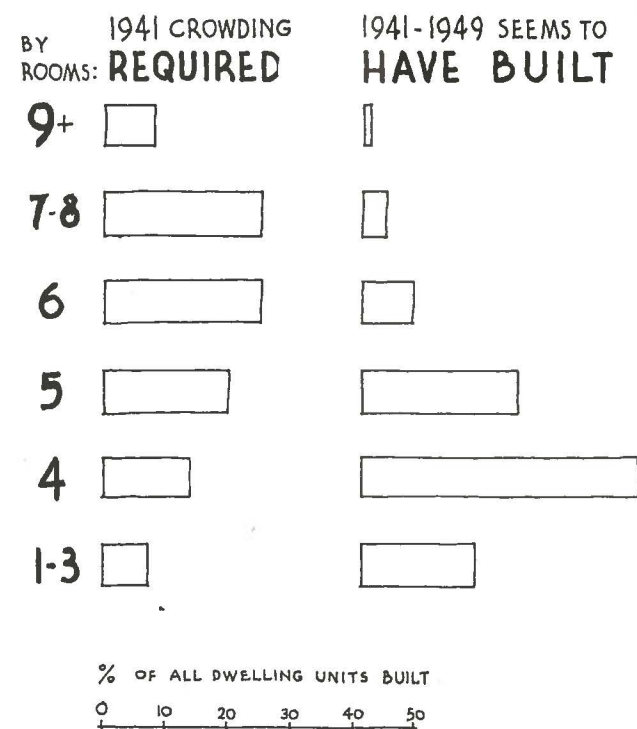 BY
ROOMS:
1941 CROWDING
REQUIRED
1941-1949 SEEMS TO
HAVE BUILT
9+
7-8
6
5
4
1-3
% OF ALL DWELLING UNITS BUILT
0 10 20 30 40 50